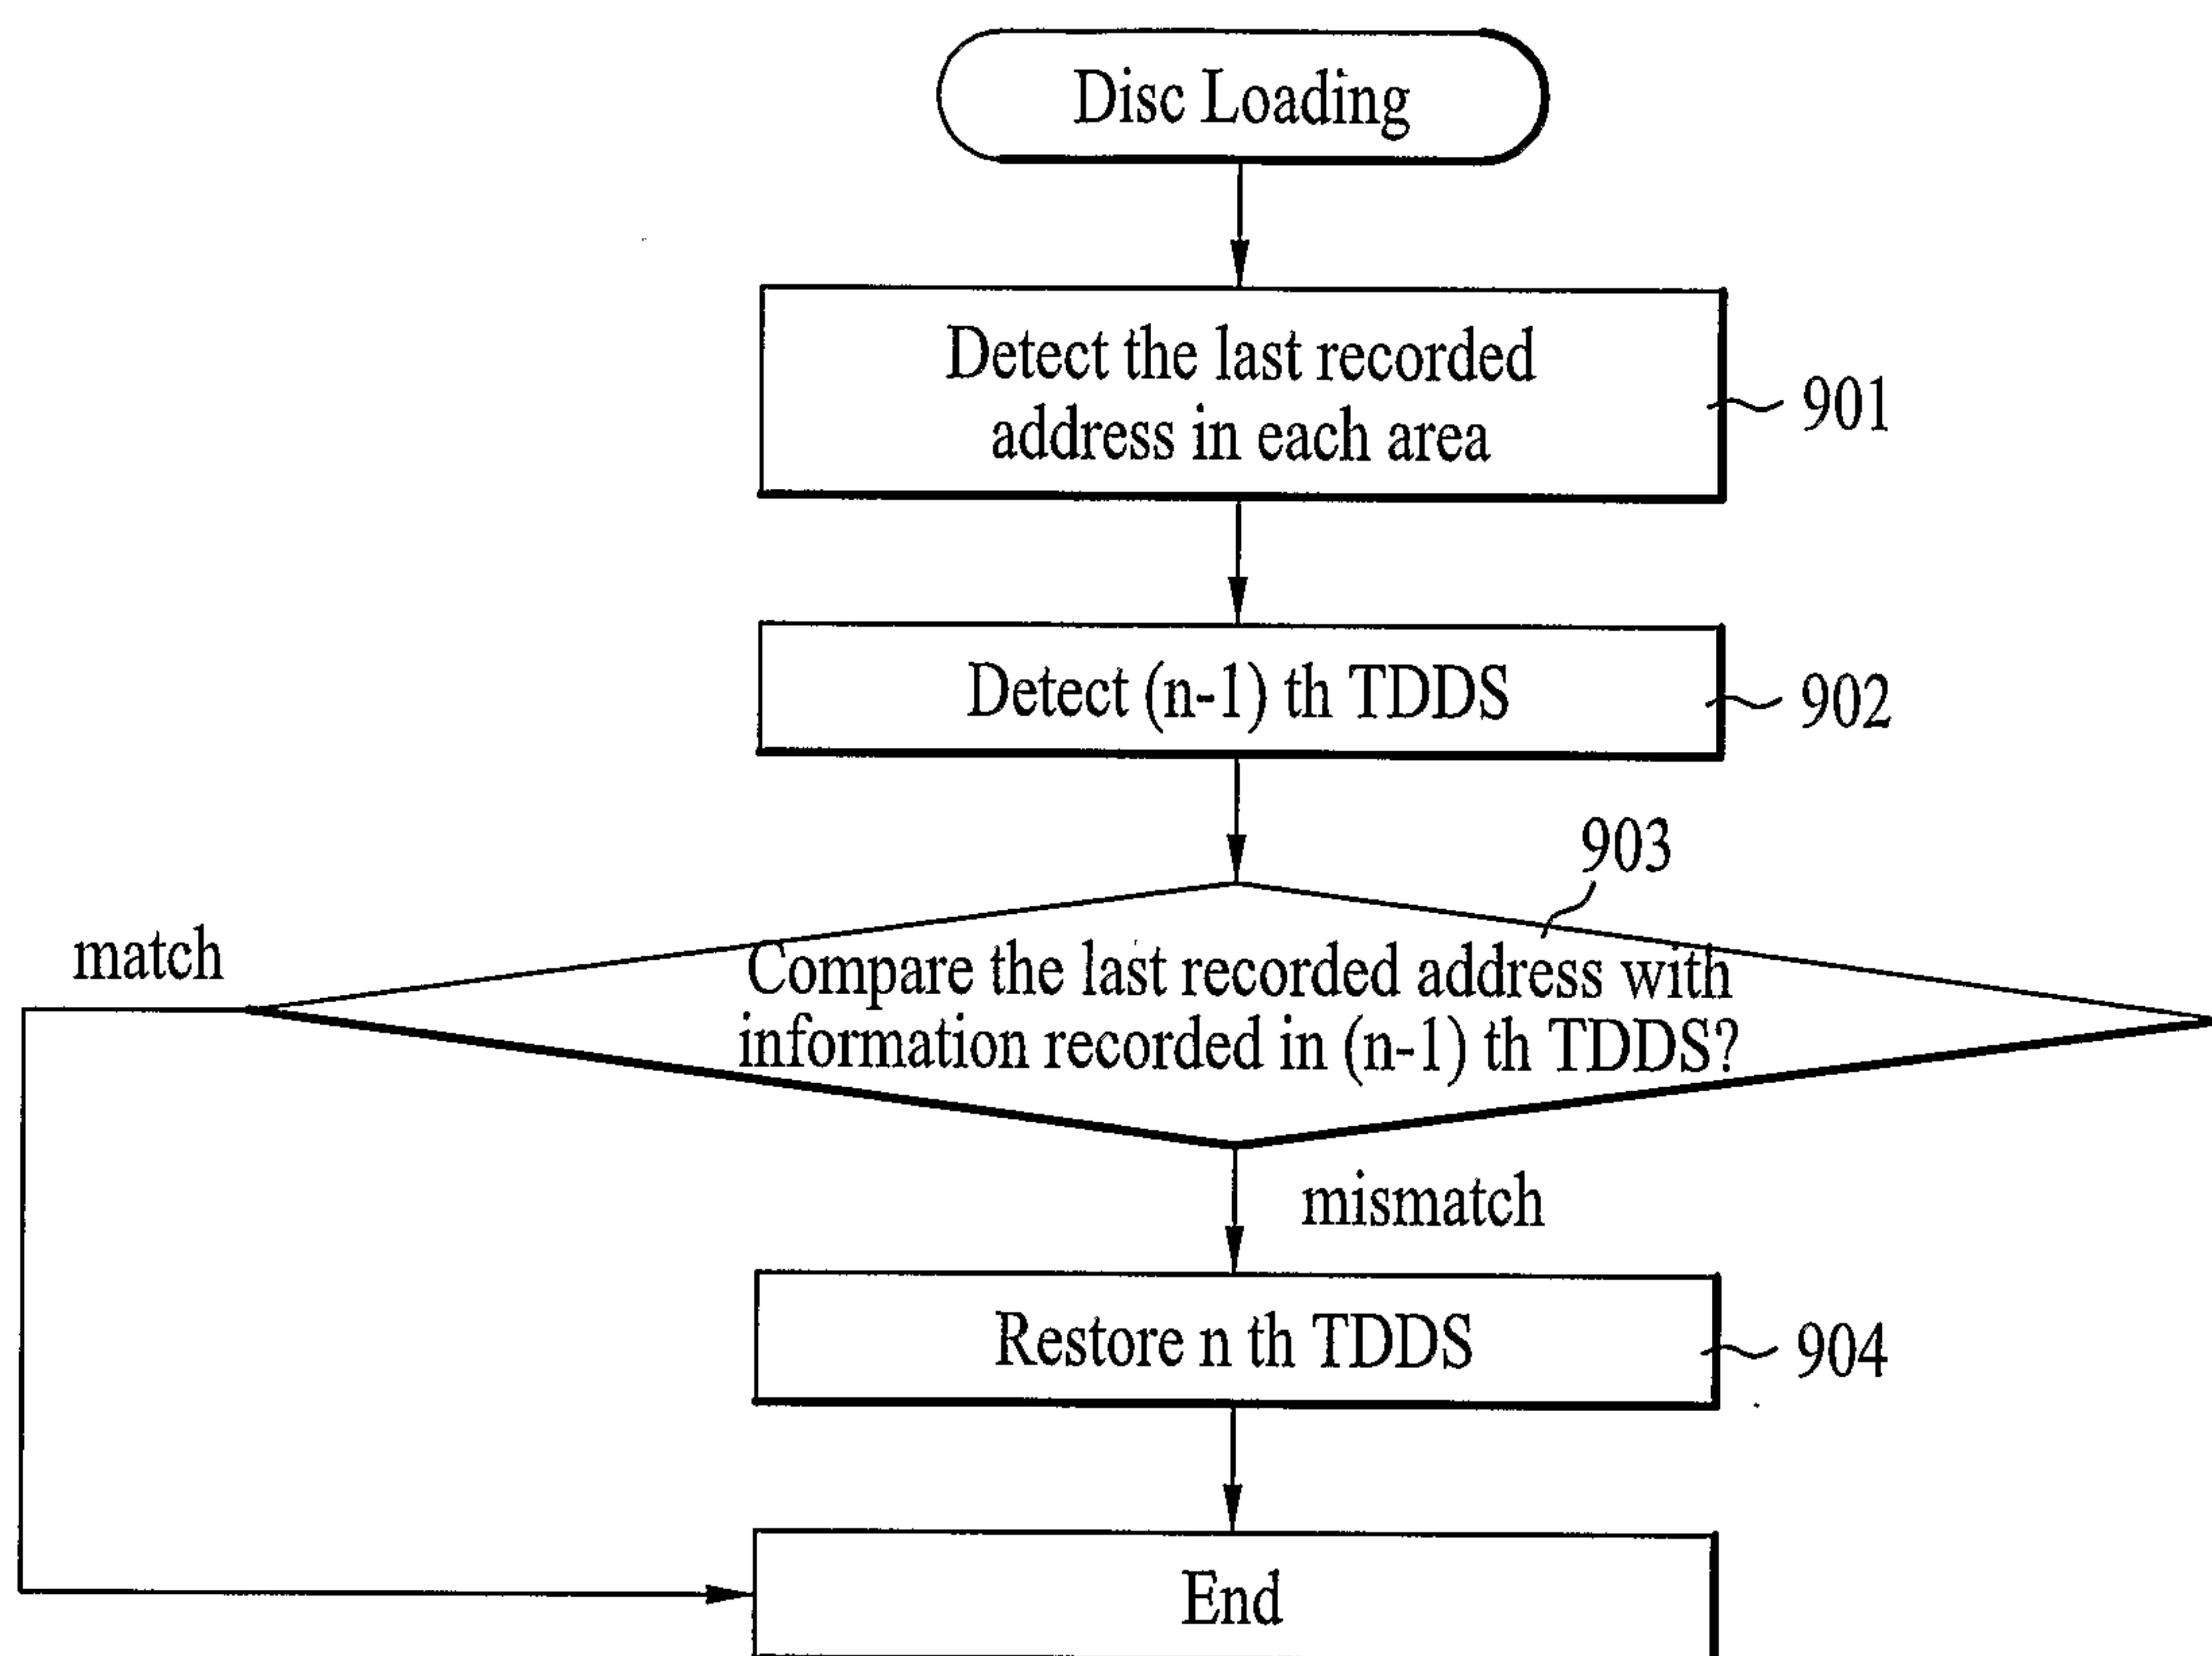 Disc Loading
Detect the last recorded
address in each area
901
Detect (n-1) th TDDS
902
903
match
Compare the last recorded address with
information recorded in (n-1) th TDDS?
mismatch
Restore n th TDDS
904
End